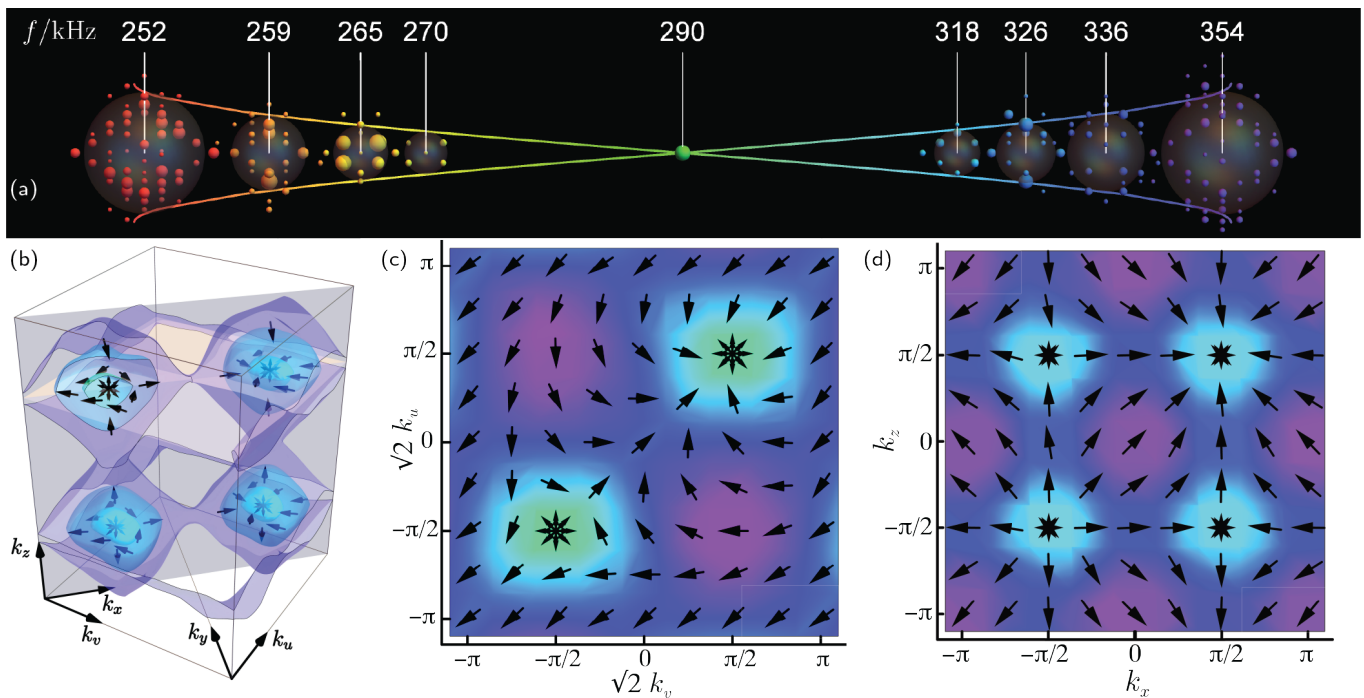 f/kHz 252 259 265 270 290 318 326 336 354
(a)
(b)
k_z
k_x
k_v
k_y
k_u
(c)
√2 k_u
π
π/2
0
−π/2
−π
−π −π/2 0 π/2 π
√2 k_v
(d)
k_z
π
π/2
0
−π/2
−π
−π −π/2 0 π/2 π
k_x